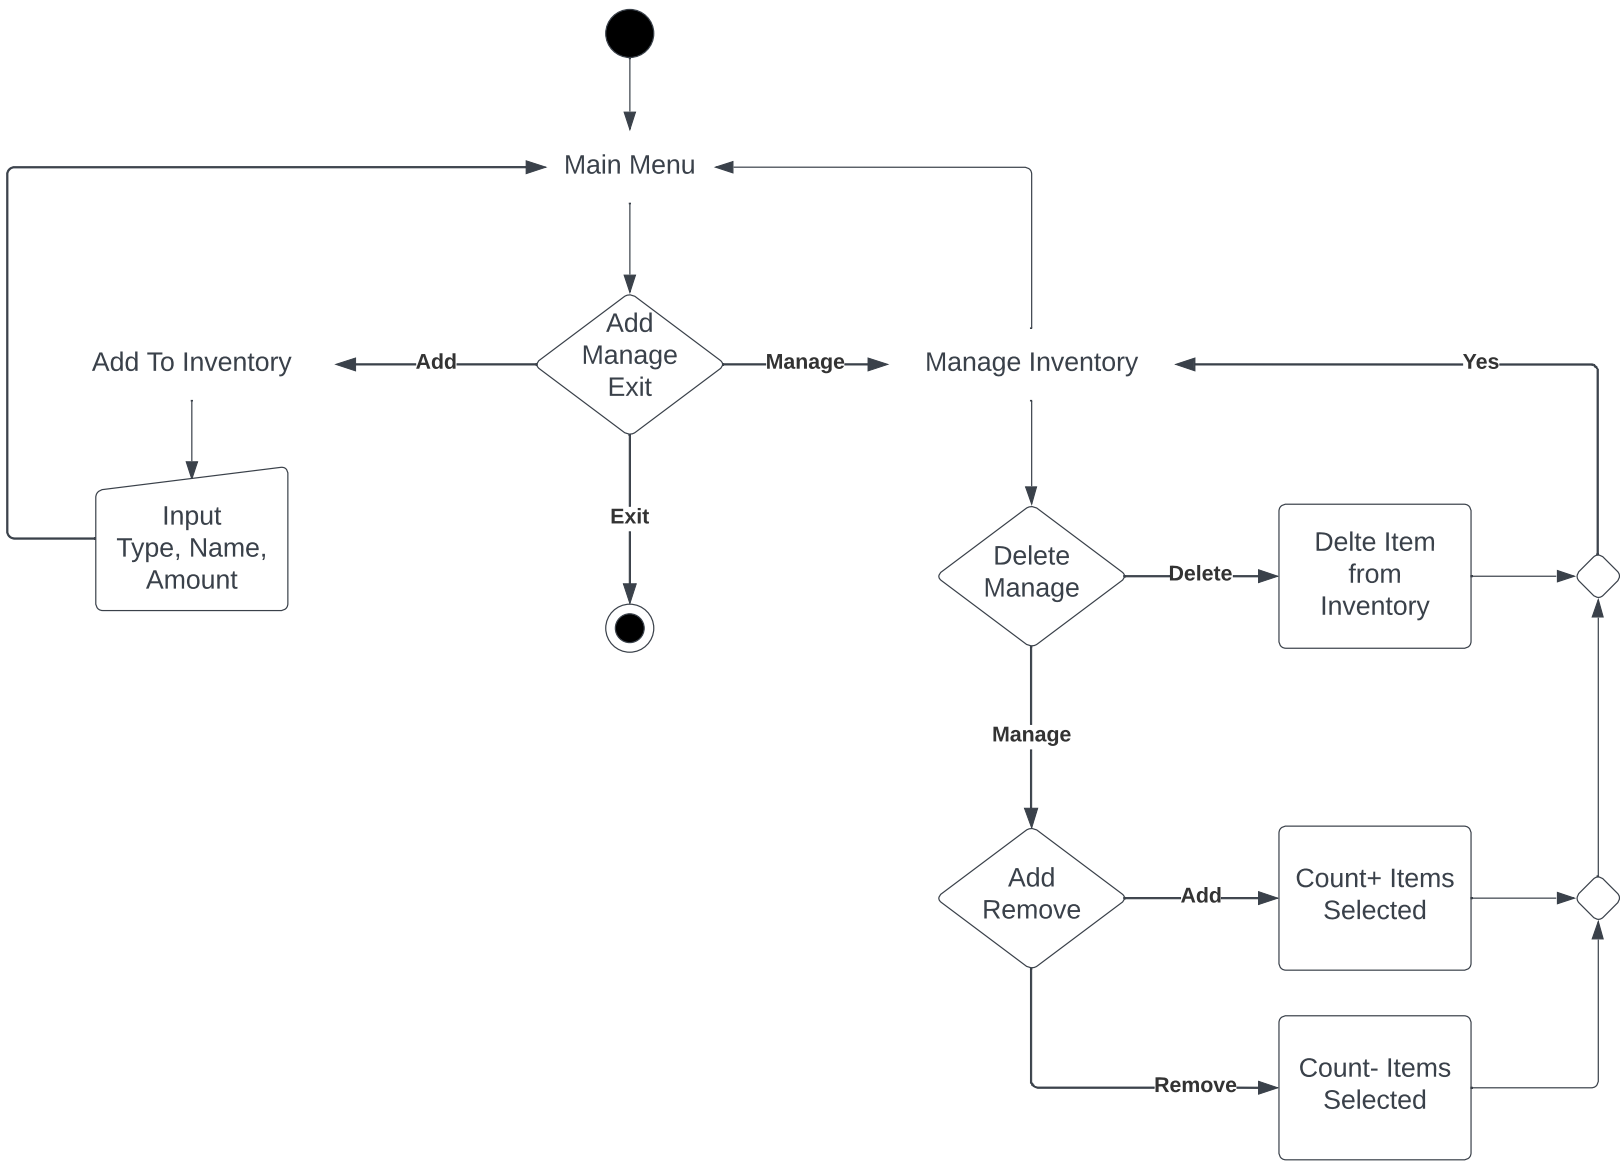 Main Menu
Add
Manage
Exit
Add To Inventory
Add
Manage
Manage Inventory
Yes
Input
Type, Name,
Amount
Exit
Delete
Manage
Delete
Delte Item
from
Inventory
Manage
Add
Remove
Add
Count+ Items
Selected
Remove
Count- Items
Selected